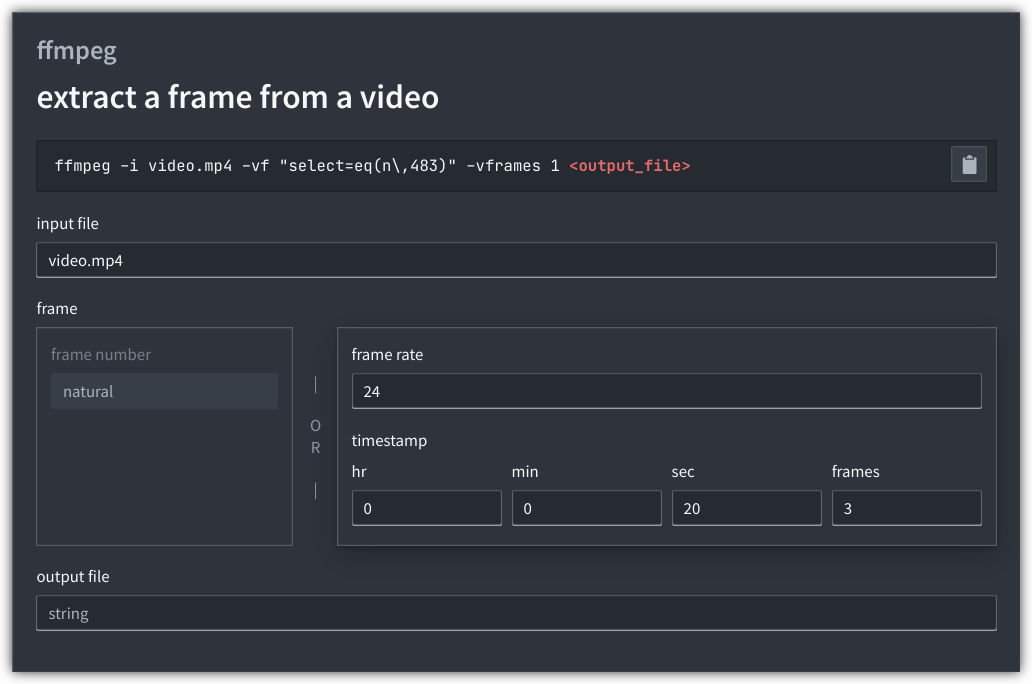 ffmpeg
extract a frame from a video
ffmpeg -i video.mp4 -vf "select=eq(n\,483)" -vframes 1 <output_file>
input file
video.mp4
frame
frame number
natural
OR
frame rate
24
timestamp
hr min sec frames
0 0 20 3
output file
string